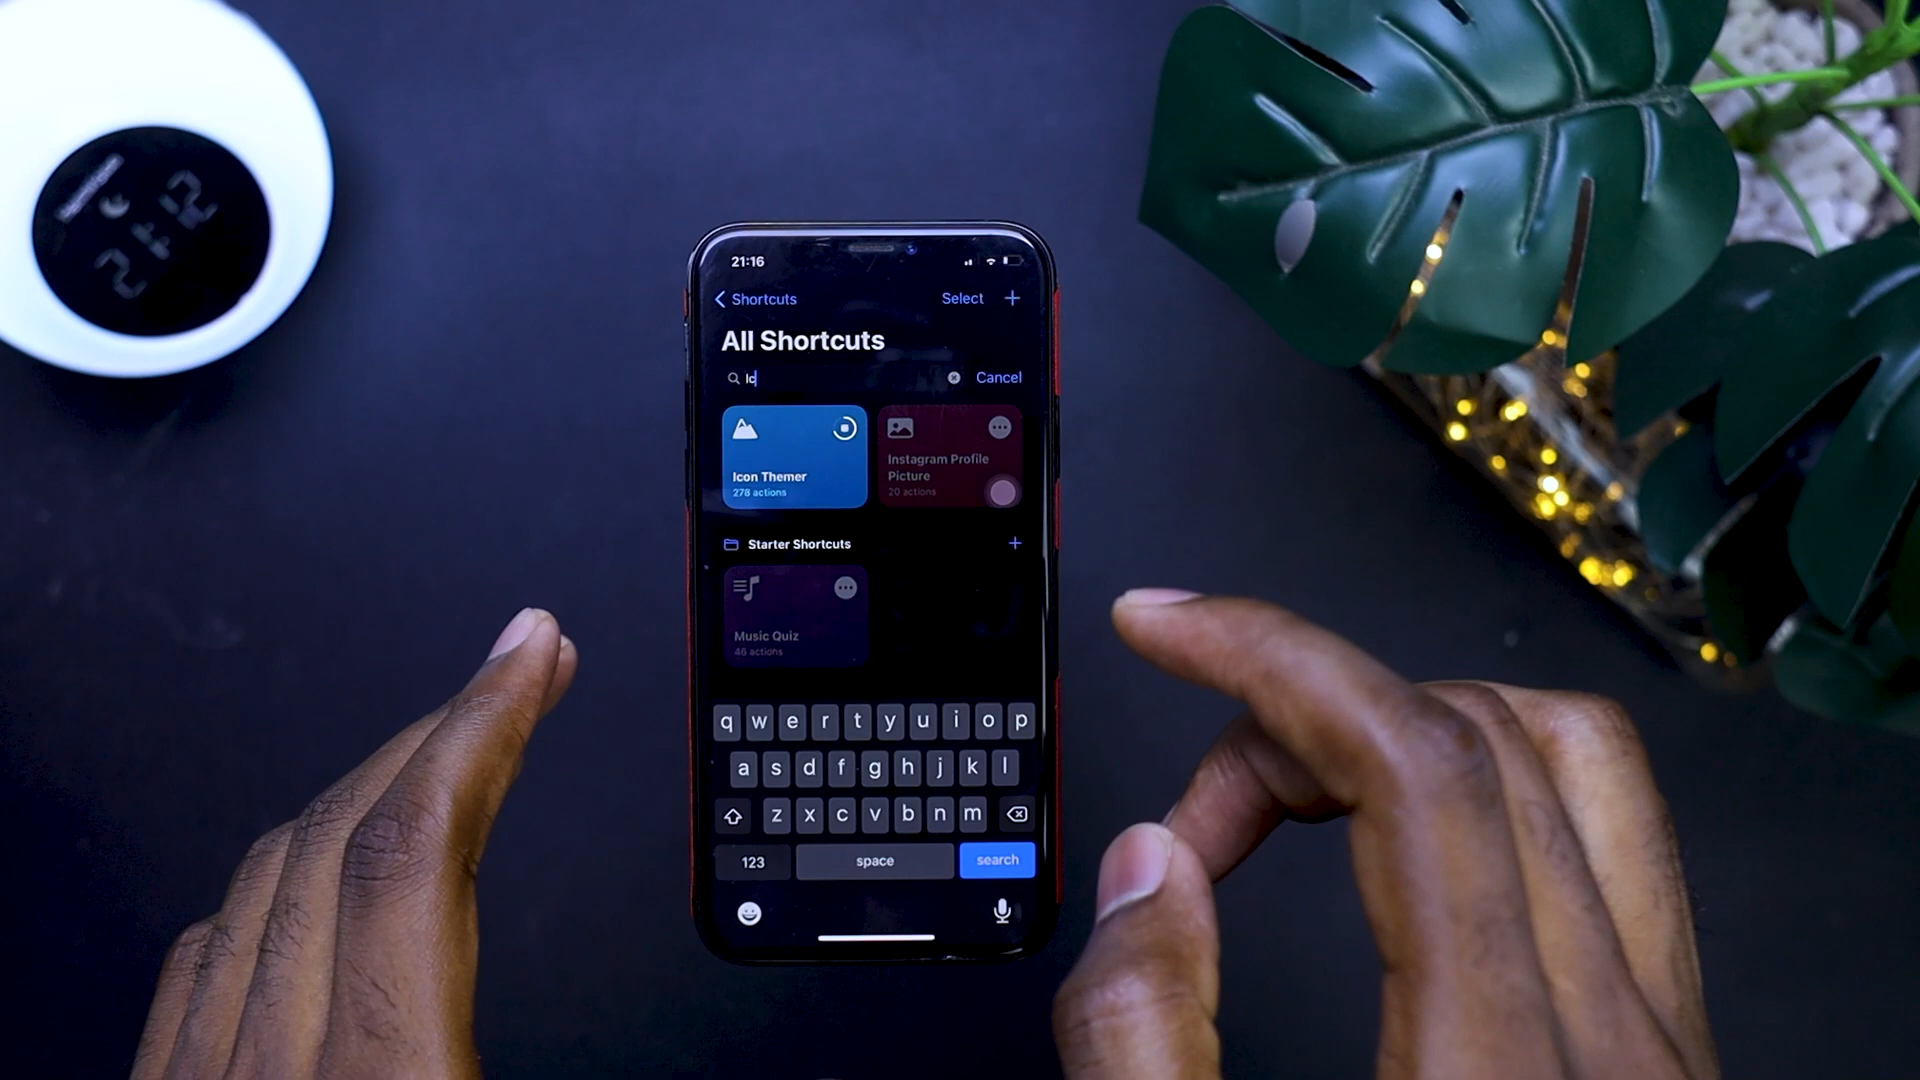 21:16
Shortcuts
Select
All Shortcuts
Ic
Cancel
Icon Themer
278 actions
Instagram Profile
Picture
20 actions
Starter Shortcuts
Music Quiz
46 actions
q w e r t y u i o p
a s d f g h j k l
z x c v b n m
123
space
search